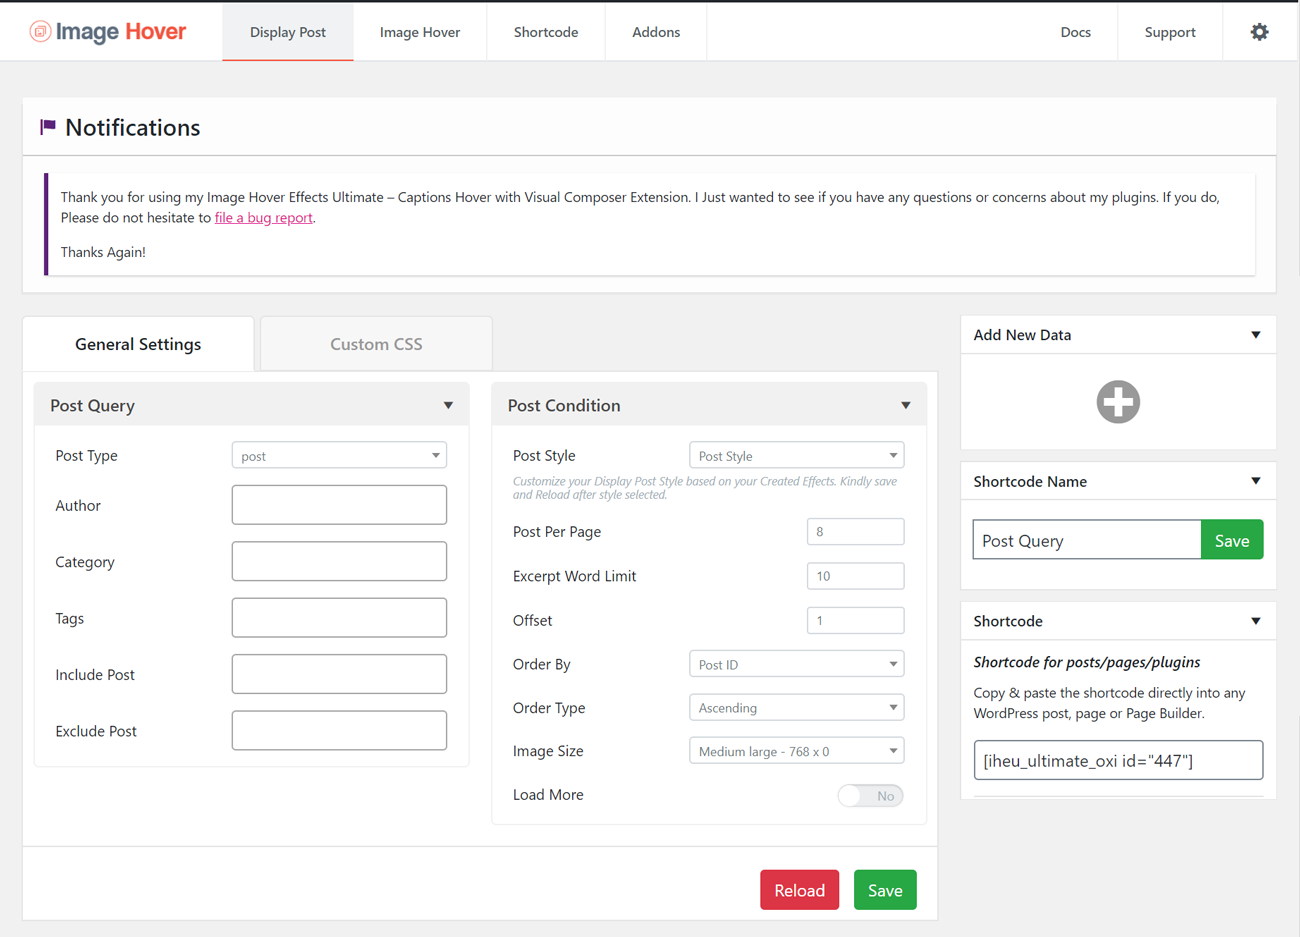 Image Hover
Display Post
Image Hover
Shortcode
Addons
Docs
Support
Notifications
Thank you for using my Image Hover Effects Ultimate – Captions Hover with Visual Composer Extension. I Just wanted to see if you have any questions or concerns about my plugins. If you do,
Please do not hesitate to file a bug report.
Thanks Again!
General Settings
Custom CSS
Post Query
Post Type
post
Author
Category
Tags
Include Post
Exclude Post
Post Condition
Post Style
Post Style
Customize your Display Post Style based on your Created Effects. Kindly save
and Reload after style selected.
Post Per Page
8
Excerpt Word Limit
10
Offset
1
Order By
Post ID
Order Type
Ascending
Image Size
Medium large - 768 x 0
Load More
No
Reload
Save
Add New Data
Shortcode Name
Post Query
Save
Shortcode
Shortcode for posts/pages/plugins
Copy & paste the shortcode directly into any
WordPress post, page or Page Builder.
[iheu_ultimate_oxi id="447"]